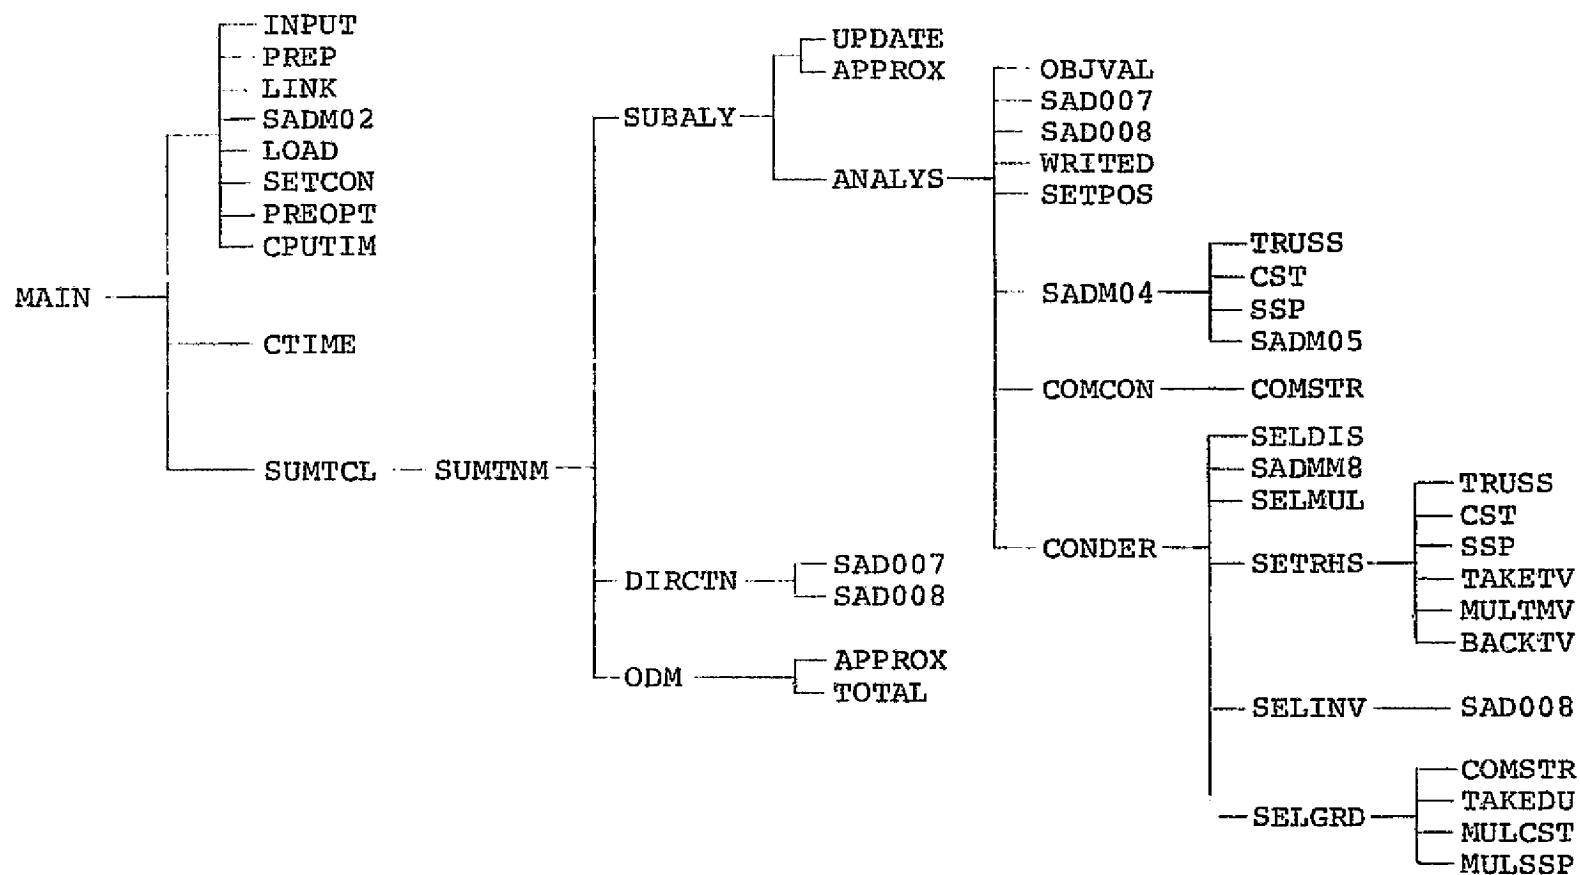 INPUT
PREP
LINK
SADM02
LOAD
SETCON
PREOPT
CPUTIM
MAIN
CTIME
SUMTCL
SUMTNM
SUBALY
UPDATE
APPROX
ANALYS
OBJVAL
SAD007
SAD008
WRITED
SETPOS
SADM04
TRUSS
CST
SSP
SADM05
COMCON
COMSTR
CONDER
SELDIS
SADMM8
SELMUL
SETRHS
TRUSS
CST
SSP
TAKETV
MULTMV
BACKTV
SELINV
SAD008
SELGRD
COMSTR
TAKEDU
MULCST
MULSSP
DIRCTN
SAD007
SAD008
ODM
APPROX
TOTAL